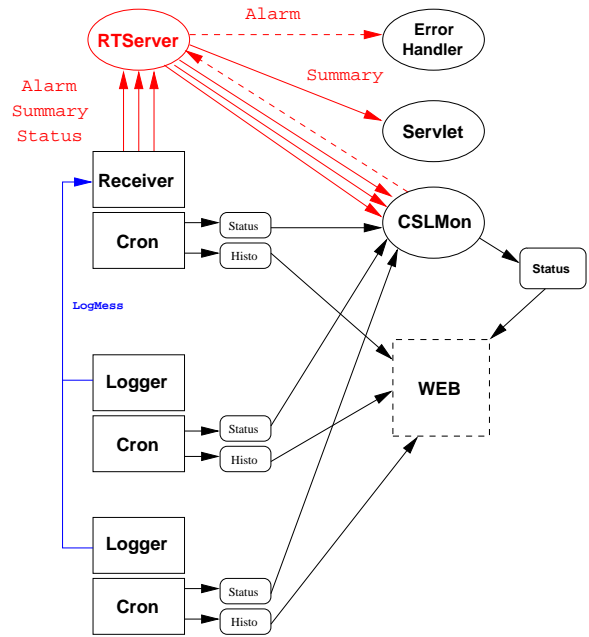 Alarm
RTServer
Error
Handler
Summary
Alarm
Summary
Status
Servlet
Receiver
Cron
Status
Histo
CSLMon
Status
LogMess
Logger
WEB
Cron
Status
Histo
Logger
Cron
Status
Histo